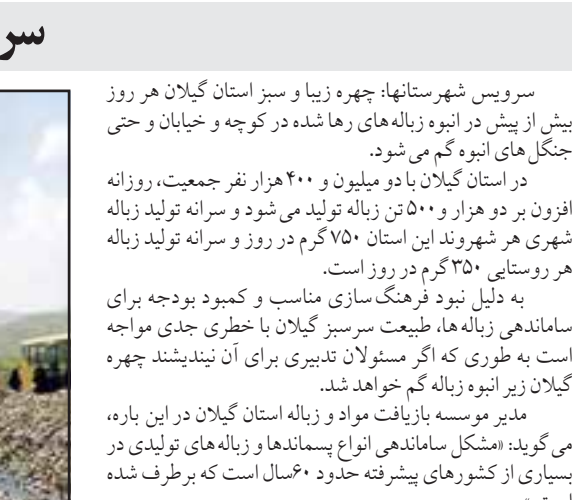 سر
سرویس شهرستانها: چهره زیبا و سبز استان گیلان هر روز
بیش از پیش در انبوه زباله‌های رها شده در کوچه و خیابان و حتی
جنگل‌های انبوه گم می‌شود.
در استان گیلان با دو میلیون و ۴۰۰ هزار نفر جمعیت، روزانه
افزون بر دو هزار و ۵۰۰ تن زباله تولید می‌شود و سرانه تولید زباله
شهری هر شهروند این استان ۷۵۰ گرم در روز و سرانه تولید زباله
هر روستایی ۳۵۰ گرم در روز است.
به دلیل نبود فرهنگ‌سازی مناسب و کمبود بودجه برای
ساماندهی زباله‌ها، طبیعت سرسبز گیلان با خطری جدی مواجه
است به طوری که اگر مسئولان تدبیری برای آن نیندیشند چهره
گیلان زیر انبوه زباله گم خواهد شد.
مدیر موسسه بازیافت مواد و زباله استان گیلان در این باره،
می‌گوید: «مشکل ساماندهی انواع پسماندها و زباله‌های تولیدی در
بسیاری از کشورهای پیشرفته حدود ۶۰سال است که برطرف شده